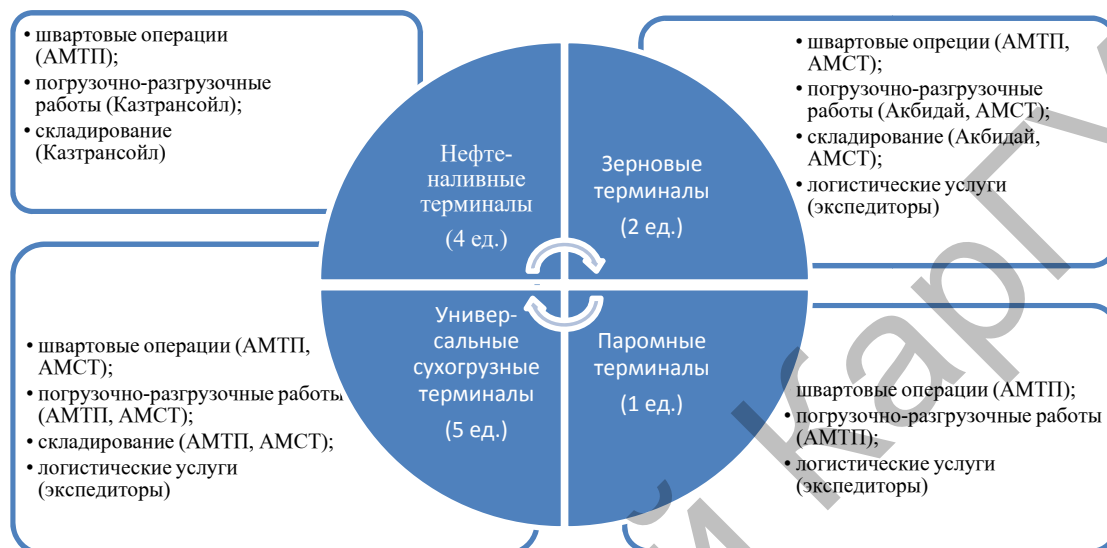 • швартовые операции
(АМТП);
• погрузочно-разгрузочные
работы (Казтрансойл);
• складирование
(Казтрансойл)
• швартовые опреции (АМТП,
АМСТ);
• погрузочно-разгрузочные
работы (Акбидай, АМСТ);
• складирование (Акбидай,
АМСТ);
• логистические услуги
(экспедиторы)
Нефте-
наливные
терминалы
(4 ед.)
Зерновые
терминалы
(2 ед.)
Универ-
сальные
сухогрузные
терминалы
(5 ед.)
Паромные
терминалы
(1 ед.)
• швартовые операции (АМТП,
АМСТ);
• погрузочно-разгрузочные работы
(АМТП, АМСТ);
• складирование (АМТП, АМСТ);
• логистические услуги
(экспедиторы)
швартовые операции (АМТП);
• погрузочно-разгрузочные работы
(АМТП);
• логистические услуги
(экспедиторы)
й КарГУ